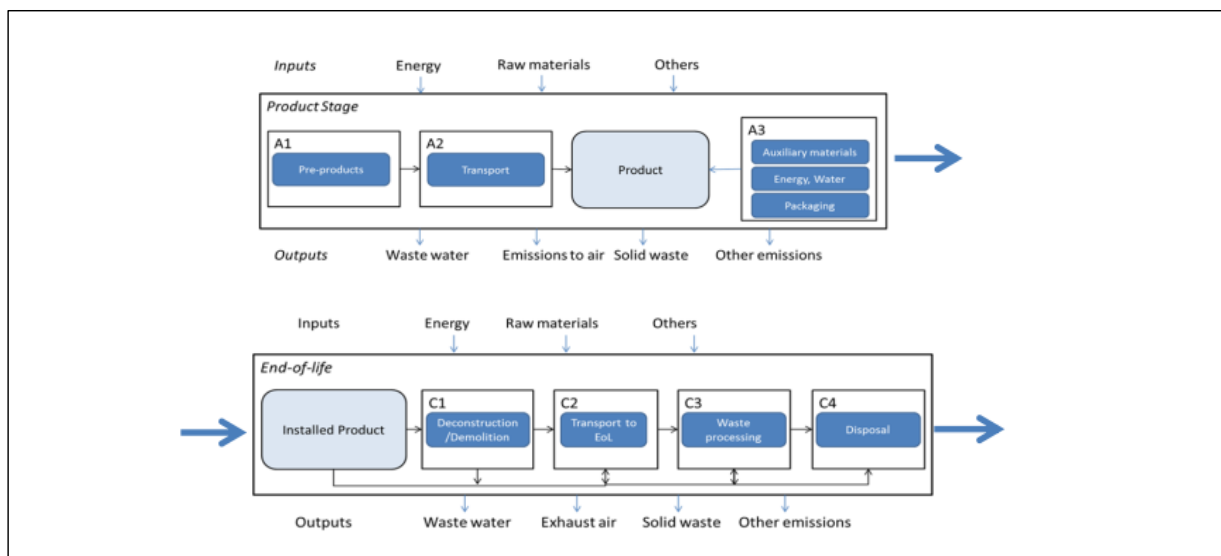 Inputs Energy Raw materials Others
Product Stage
A1 A2 A3
Pre-products Transport Product Auxiliary materials
Energy, Water
Packaging
Outputs Waste water Emissions to air Solid waste Other emissions
Inputs Energy Raw materials Others
End-of-life
C1 C2 C3 C4
Installed Product Deconstruction /Demolition Transport to EoL Waste processing Disposal
Outputs Waste water Exhaust air Solid waste Other emissions